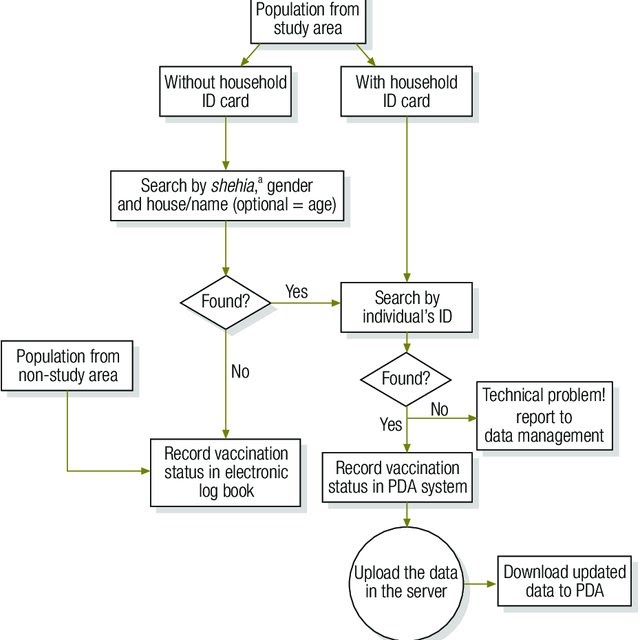 Population from
study area
Without household
ID card
With household
ID card
Search by shehia,ª gender
and house/name (optional = age)
Found?
Yes
Search by
individual's ID
Population from
non-study area
No
Found?
Technical problem!
report to
data management
No
Yes
Record vaccination
status in electronic
log book
Record vaccination
status in PDA system
Upload the data
in the server
Download updated
data to PDA